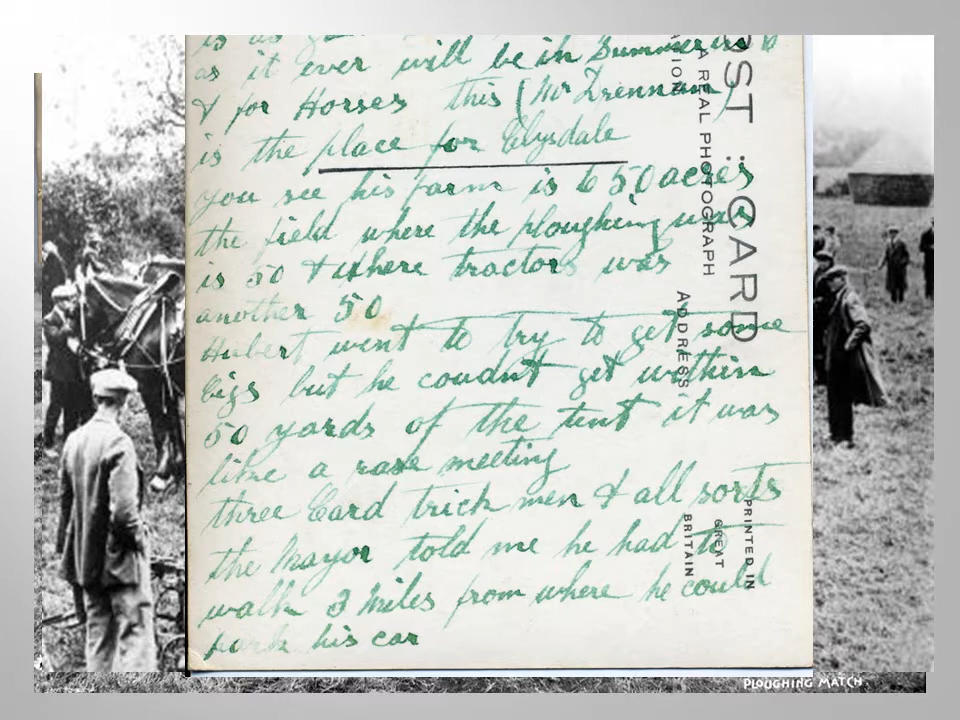 as it ever will be in Summer
& for Horses this (Mr Drennan)
is the place for Clysdale
you see his farm is 650 acres
the field where the ploughing was
is 50 & where tractors was
another 50
Hubert went to try to get some
Cigs but he coudnt get within
50 yards of the tent it was
like a race meeting
three Card trick men & all sorts
the Mayor told me he had to
walk 3 Miles from where he could
park his car
POST CARD
A REAL PHOTOGRAPH
ADDRESS
PRINTED IN
GREAT
BRITAIN
PLOUGHING MATCH.